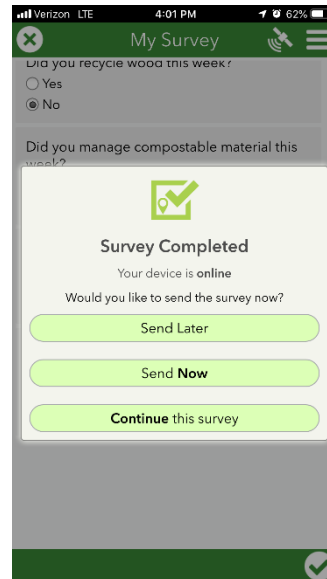 Verizon LTE 4:01 PM 62%
My Survey
Did you recycle wood this week?
Yes
No
Did you manage compostable material this
week?
Survey Completed
Your device is online
Would you like to send the survey now?
Send Later
Send Now
Continue this survey